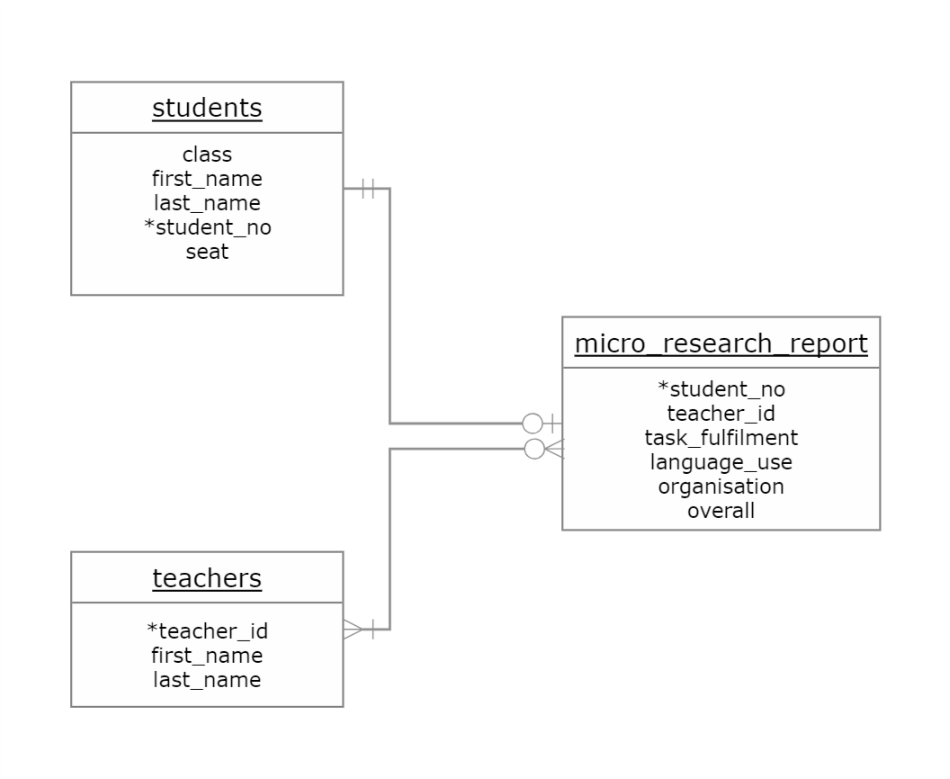 students
class
first_name
last_name
*student_no
seat
micro_research_report
*student_no
teacher_id
task_fulfilment
language_use
organisation
overall
teachers
*teacher_id
first_name
last_name